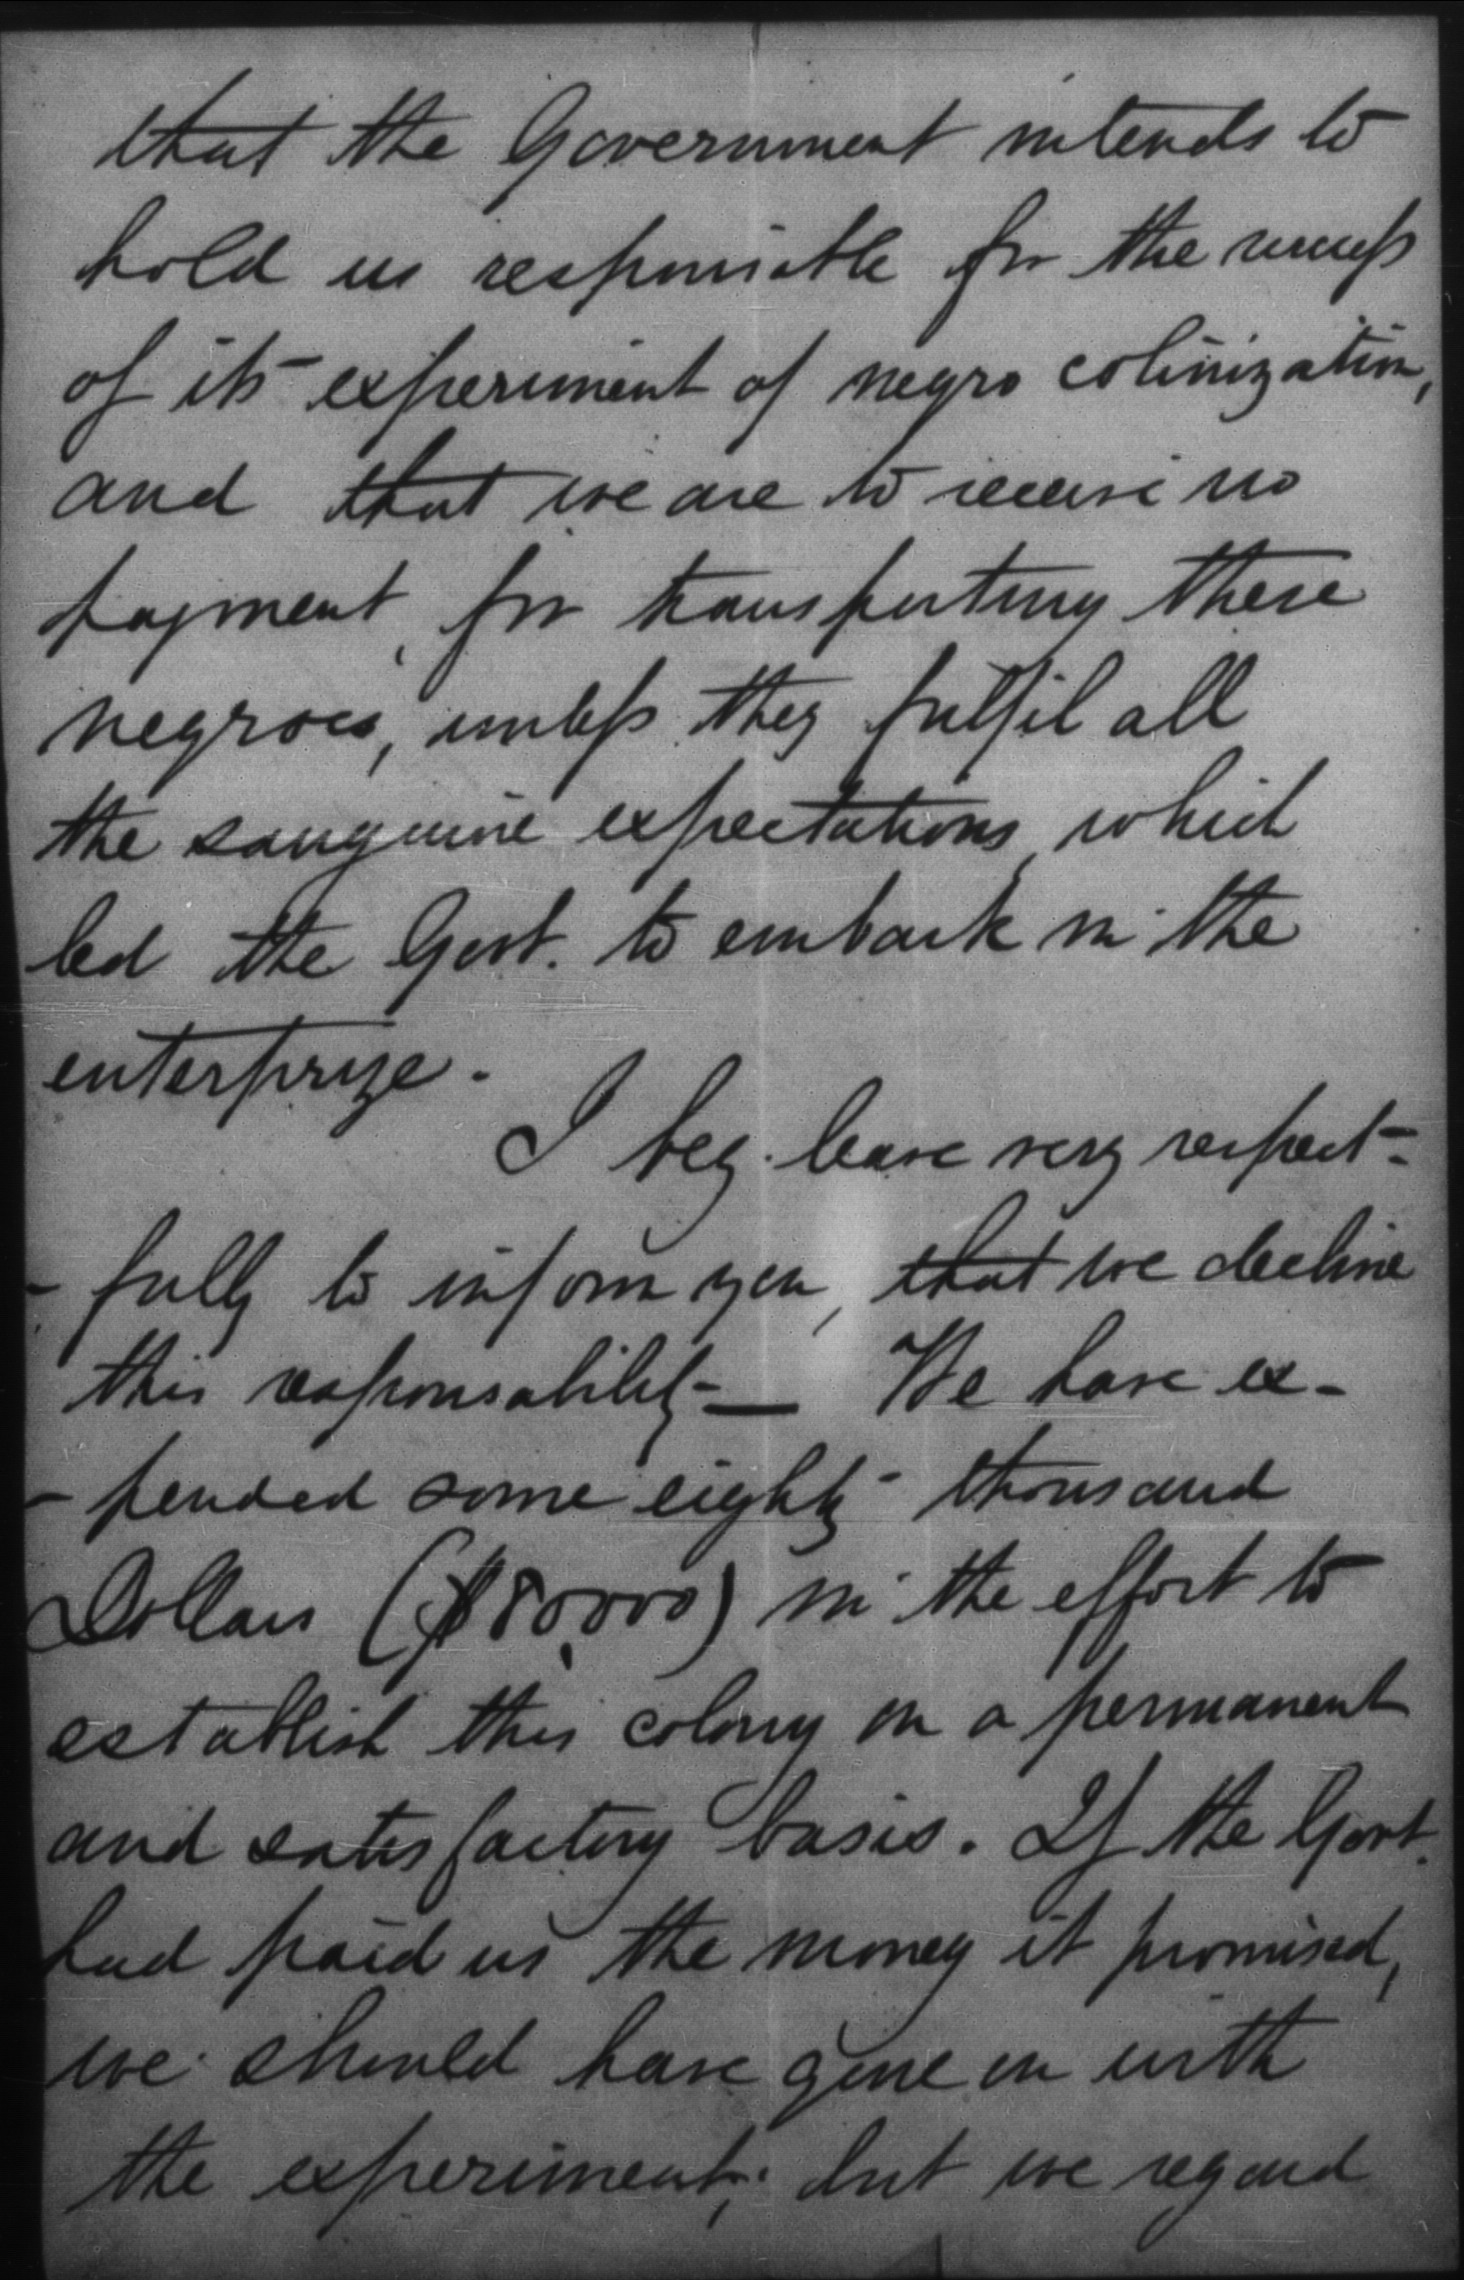 that the Government intends to
hold us responsible for the success
of its experiment of negro colinization,
and that we are to receive no
payment, for transporting these
negroes, unless they fulfil all
the sanguine expectations which
led the Govt. to embark in the
enterprize.
I beg leave very respect-
- fully to inform you, that we decline
this responsability — We have ex-
- pended some eighty thousand
Dollars ($80,000) in the effort to
establish this colony on a permanent
and satisfactory basis. If the Govt.
had paid us the money it promised,
we should have gone on with
the experiment; but we regard